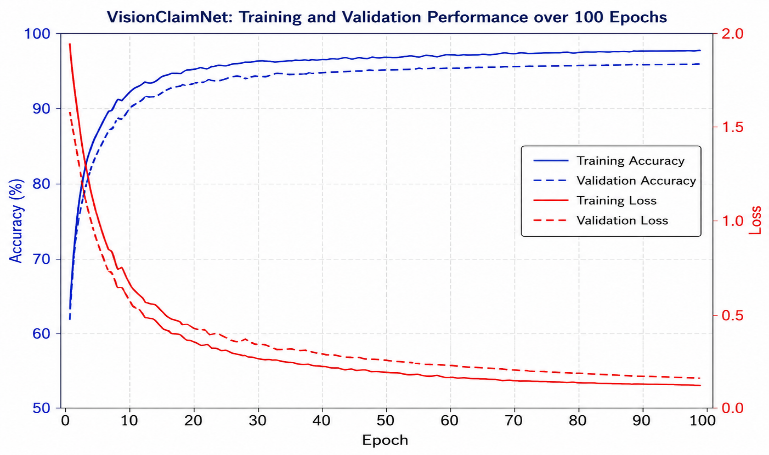 VisionClaimNet: Training and Validation Performance over 100 Epochs
100
90
80
70
60
50
Accuracy (%)
2.0
1.5
1.0
0.5
0.0
Loss
Training Accuracy
Validation Accuracy
Training Loss
Validation Loss
0 10 20 30 40 50 60 70 80 90 100
Epoch